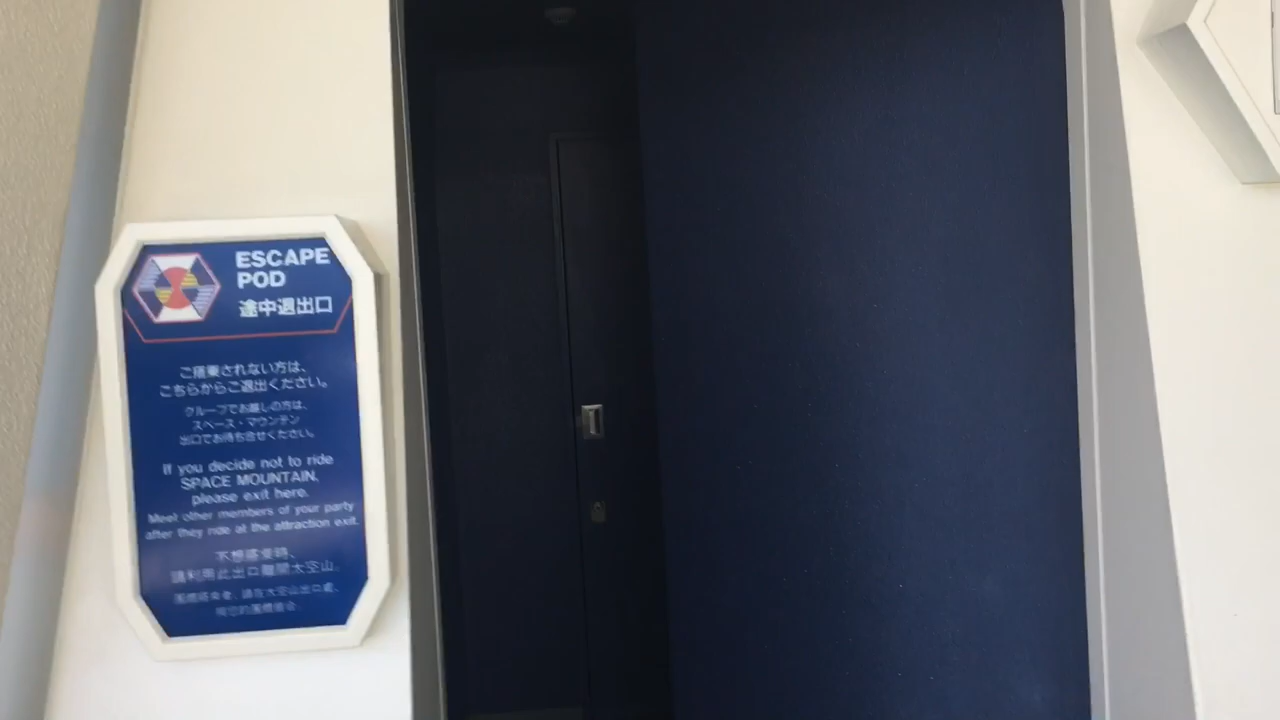 ESCAPE
POD
途中退出口
ご搭乗されない方は、
こちらからご退出ください。
グループでお越しの方は、
スペース・マウンテン
出口でお待ち合せください。
If you decide not to ride
SPACE MOUNTAIN,
please exit here.
Meet other members of your party
after they ride at the attraction exit.
不想搭乘時、
請利用此出口離開太空山。